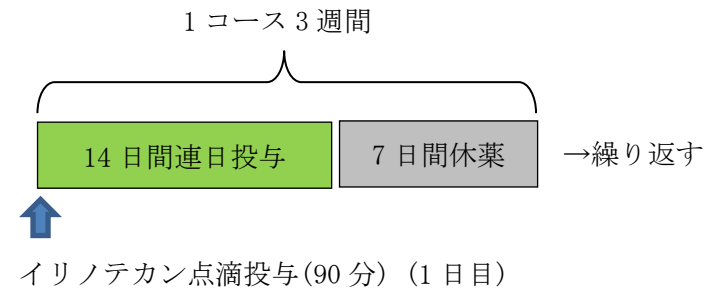 1 コース 3 週間
14 日間連日投与
7 日間休薬
→繰り返す
イリノテカン点滴投与(90 分) (1 日目)